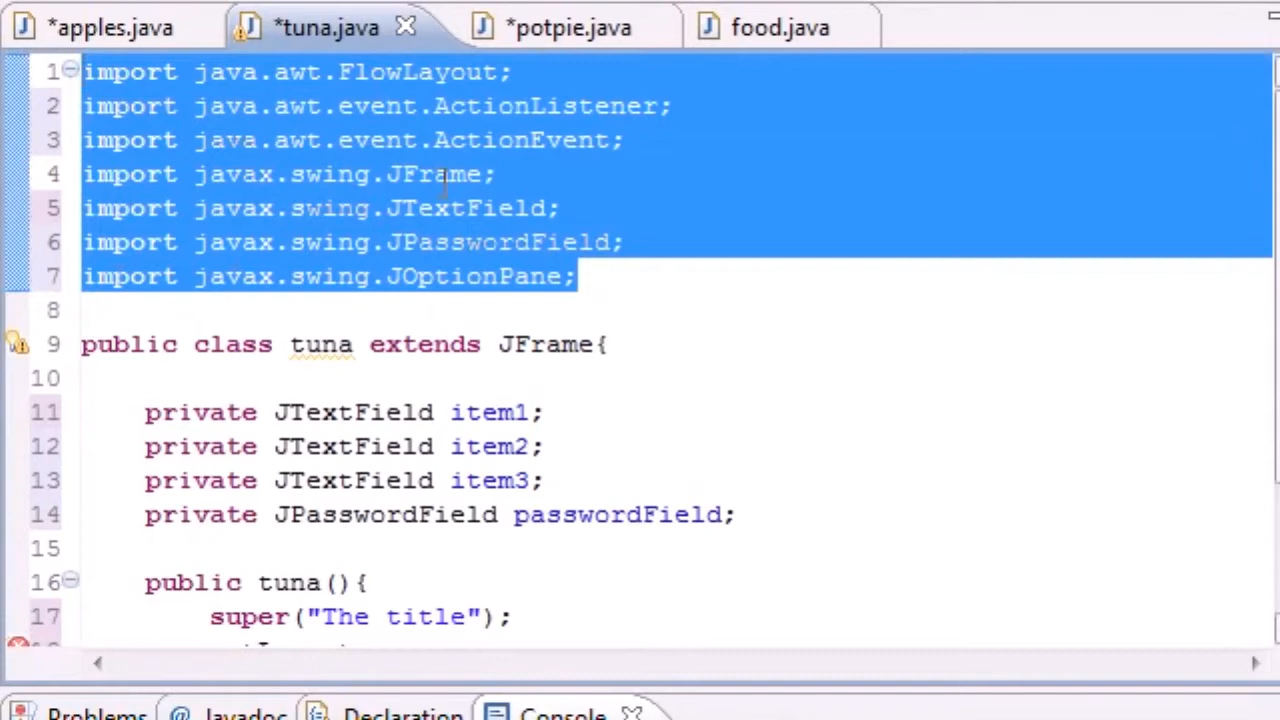 *apples.java *tuna.java *potpie.java food.java
1 import java.awt.FlowLayout;
2 import java.awt.event.ActionListener;
3 import java.awt.event.ActionEvent;
4 import javax.swing.JFrame;
5 import javax.swing.JTextField;
6 import javax.swing.JPasswordField;
7 import javax.swing.JOptionPane;
8
9 public class tuna extends JFrame{
10
11 private JTextField item1;
12 private JTextField item2;
13 private JTextField item3;
14 private JPasswordField passwordField;
15
16 public tuna(){
17 super("The title");
Problems @ Javadoc Declaration Console